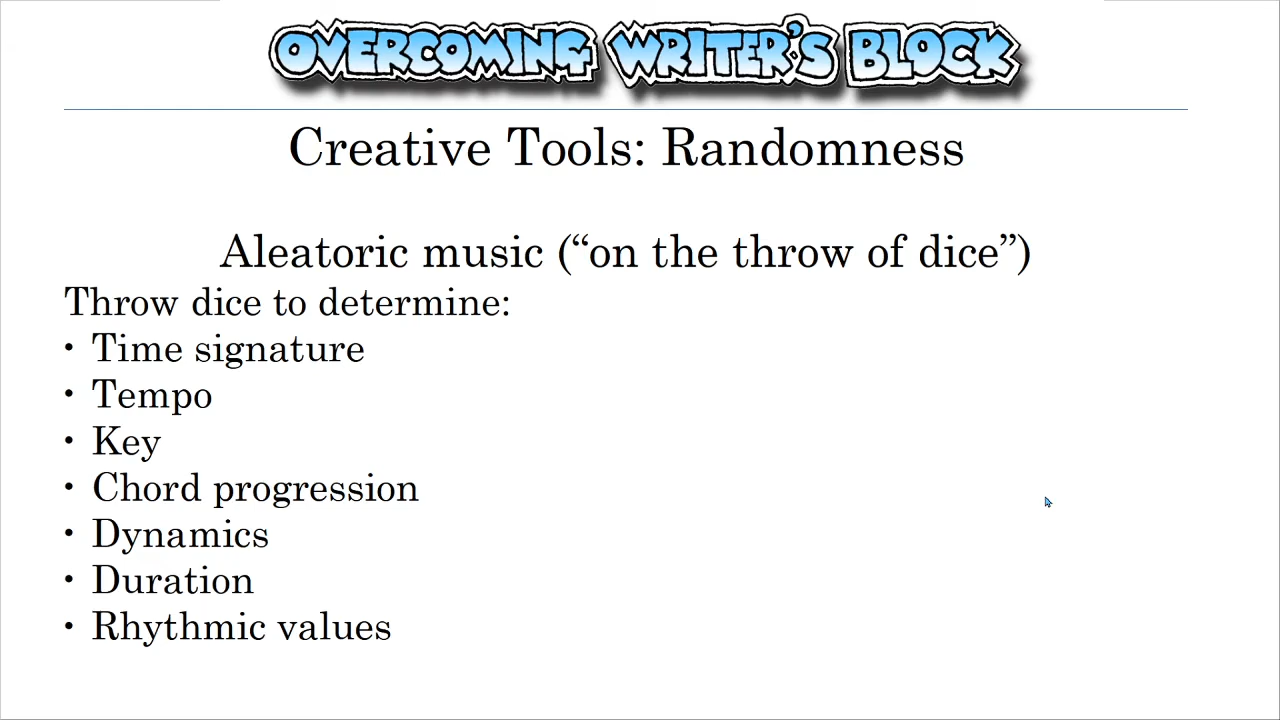 OVERCOMING WRITER'S BLOCK
Creative Tools: Randomness
Aleatoric music (“on the throw of dice”)
Throw dice to determine:
• Time signature
• Tempo
• Key
• Chord progression
• Dynamics
• Duration
• Rhythmic values